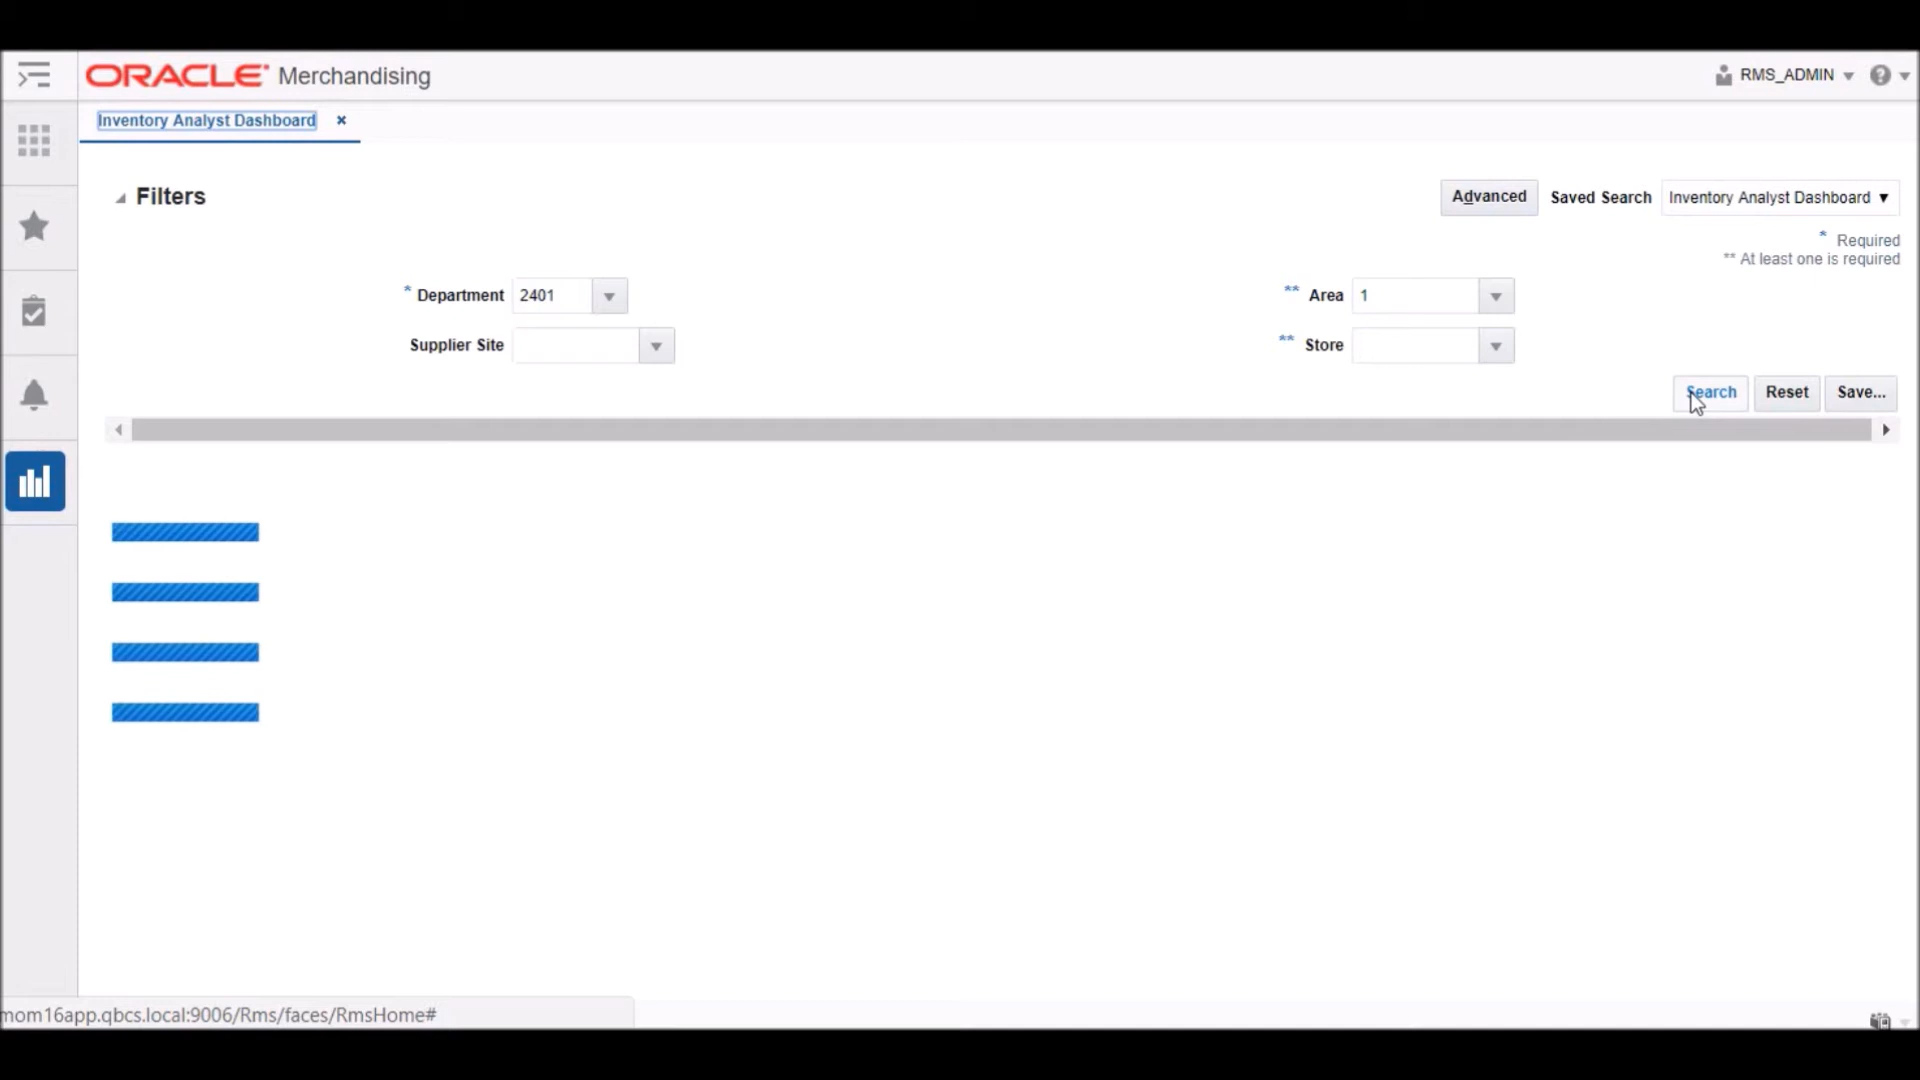 ORACLE Merchandising
RMS_ADMIN
Inventory Analyst Dashboard ×
Filters
Advanced Saved Search Inventory Analyst Dashboard
* Required
** At least one is required
* Department 2401
** Area 1
Supplier Site
** Store
Search Reset Save...
mom16app.qbcs.local:9006/Rms/faces/RmsHome#